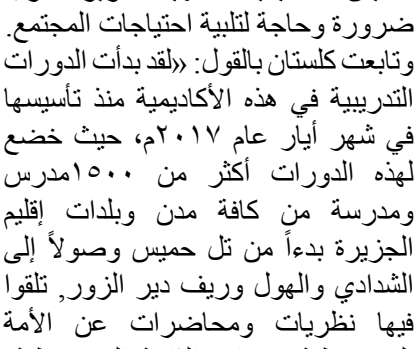 ضرورة وحاجة لتلبية احتياجات المجتمع.
وتابعت كلستان بالقول: «لقد بدأت الدورات
التدريبية في هذه الأكاديمية منذ تأسيسها
في شهر أيار عام ٢٠١٧م، حيث خضع
لهذه الدورات أكثر من ١٥٠٠مدرس
ومدرسة من كافة مدن وبلدات إقليم
الجزيرة بدءاً من تل حميس وصولاً إلى
الشدادي والهول وريف دير الزور, تلقوا
فيها نظريات ومحاضرات عن الأمة